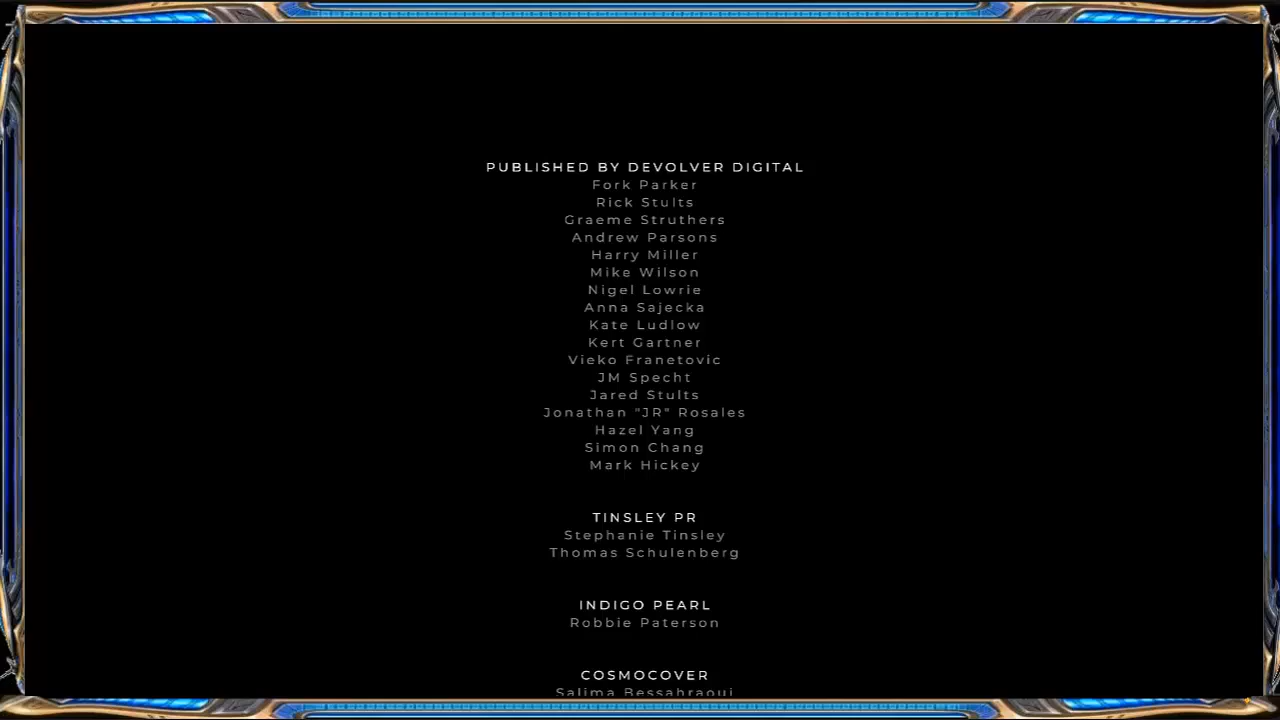 PUBLISHED BY DEVOLVER DIGITAL
Fork Parker
Rick Stults
Graeme Struthers
Andrew Parsons
Harry Miller
Mike Wilson
Nigel Lowrie
Anna Sajecka
Kate Ludlow
Kert Gartner
Vieko Franetovic
JM Specht
Jared Stults
Jonathan "JR" Rosales
Hazel Yang
Simon Chang
Mark Hickey
TINSLEY PR
Stephanie Tinsley
Thomas Schulenberg
INDIGO PEARL
Robbie Paterson
COSMOCOVER
Salima Bessahraoui